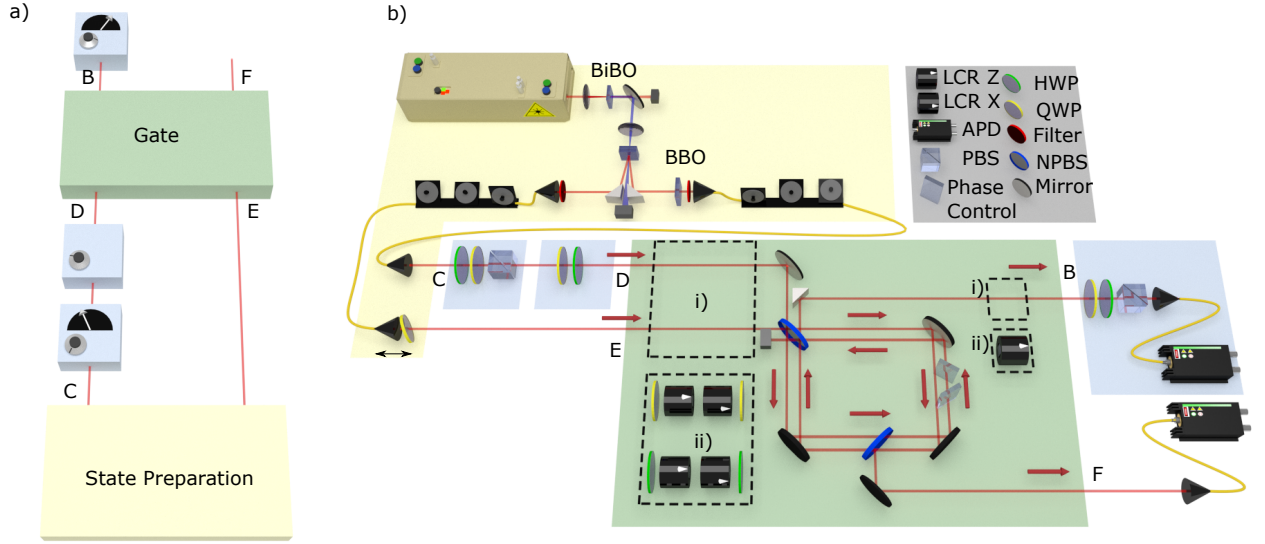 a)
B
F
Gate
D
E
C
State Preparation
b)
BiBO
BBO
LCR Z
HWP
LCR X
QWP
APD
Filter
PBS
NPBS
Phase
Control
Mirror
C
D
i)
E
ii)
i)
B
ii)
F